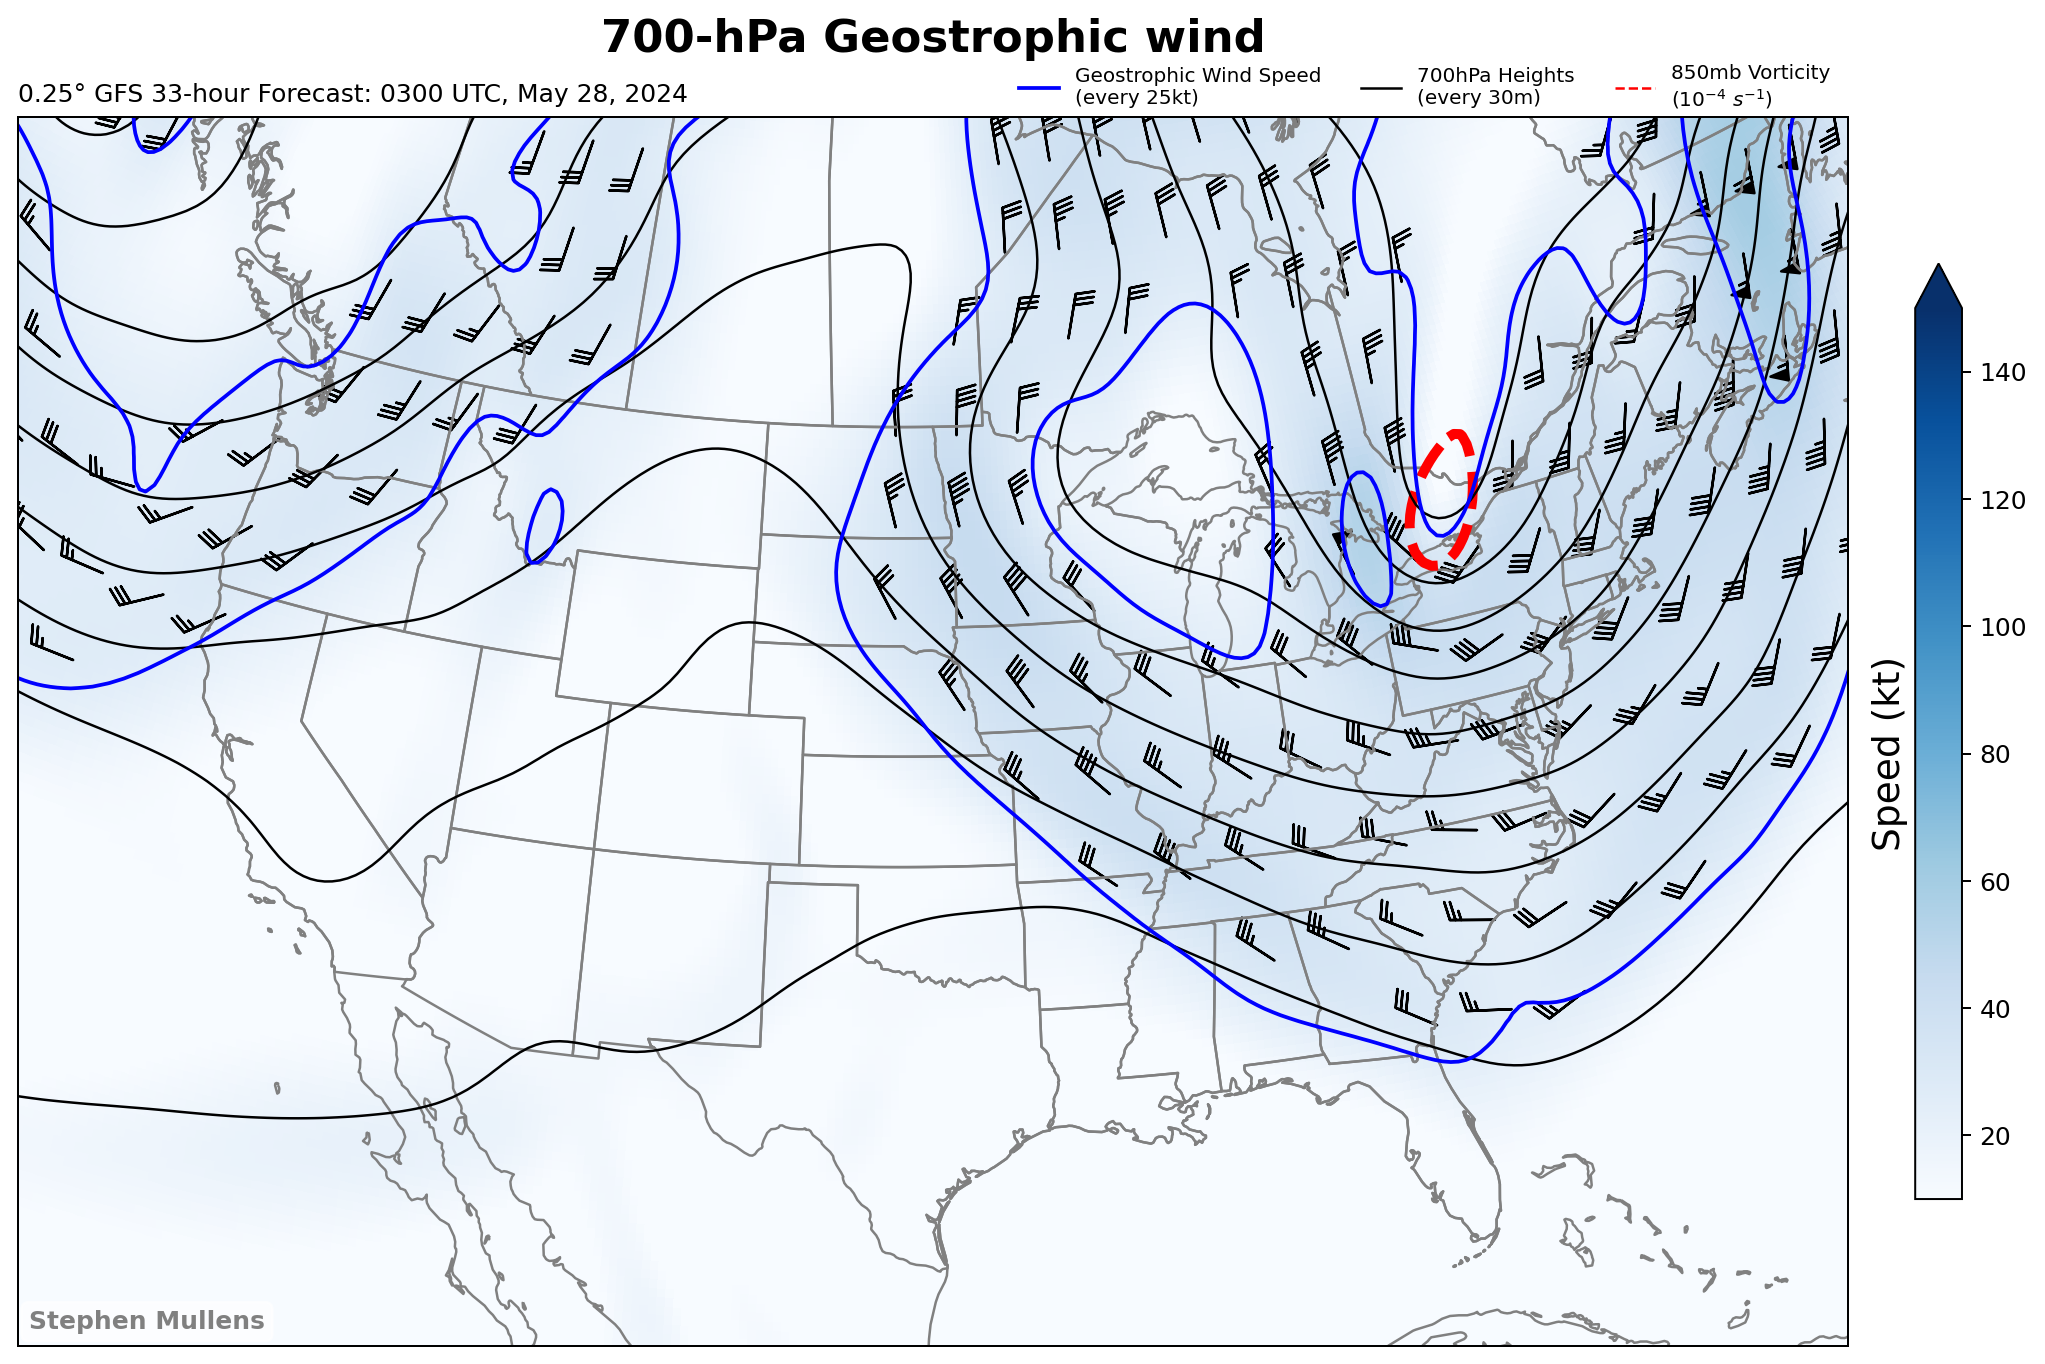 700-hPa Geostrophic wind
0.25° GFS 33-hour Forecast: 0300 UTC, May 28, 2024
Geostrophic Wind Speed
(every 25kt)
700hPa Heights
(every 30m)
850mb Vorticity
(10⁻⁴ s⁻¹)
140
120
100
80
60
40
20
Speed (kt)
Stephen Mullens